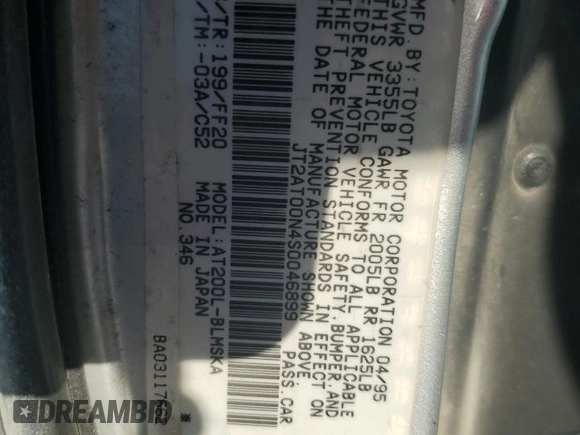 MFD. BY: TOYOTA MOTOR CORPORATION 04/95
GVWR 3355LB GAWR FR 2005LB RR 1625LB
THIS VEHICLE CONFORMS TO ALL APPLICABLE
FEDERAL MOTOR VEHICLE SAFETY, BUMPER, AND
THEFT PREVENTION STANDARDS IN EFFECT ON
THE DATE OF MANUFACTURE SHOWN ABOVE.
JT2AT00N4S0046899 PASS. CAR
/TR: 199/FF20 MODEL: AT200L-BLMSKA
/TM: -03A/C52 MADE IN JAPAN
NO. 346
DREAMBID